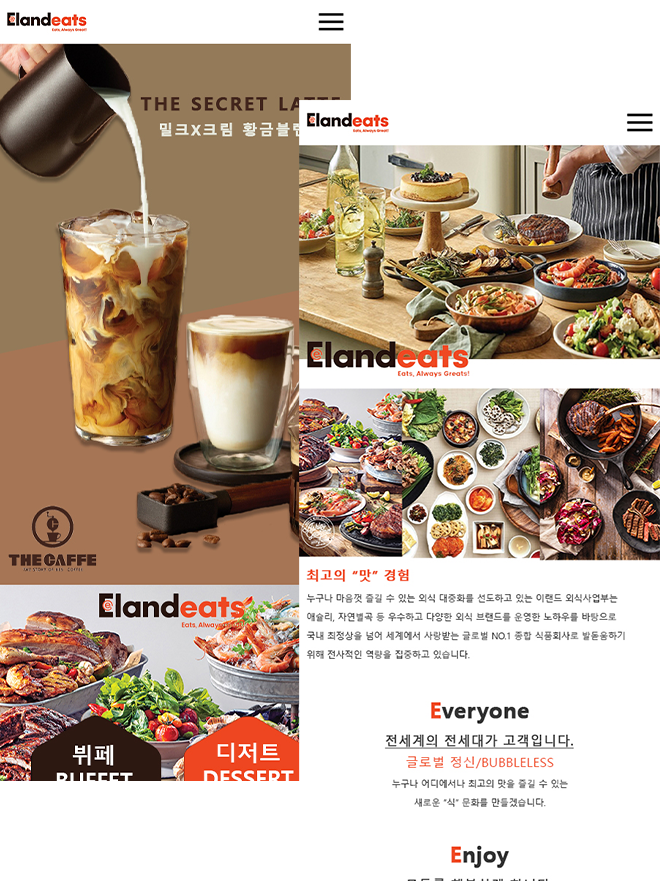 Elandeats
Eats, Always Great!
THE SECRET LATTE
밀크X크림 황금블렌
THE CAFFE
Elandeats
뷔페
BUFFET
디저트
DESSERT
Elandeats
Eats, Always Great!
Elandeats
Eats, Always Greats!
최고의 "맛" 경험
누구나 마음껏 즐길 수 있는 외식 대중화를 선도하고 있는 이랜드 외식사업부는
애슐리, 자연별곡 등 우수하고 다양한 외식 브랜드를 운영한 노하우를 바탕으로
국내 최정상을 넘어 세계에서 사랑받는 글로벌 NO.1 종합 식품회사로 발돋움하기
위해 전사적인 역량을 집중하고 있습니다.
Everyone
전세계의 전세대가 고객입니다.
글로벌 정신/BUBBLELESS
누구나 어디에서나 최고의 맛을 즐길 수 있는
새로운 "식" 문화를 만들겠습니다.
Enjoy